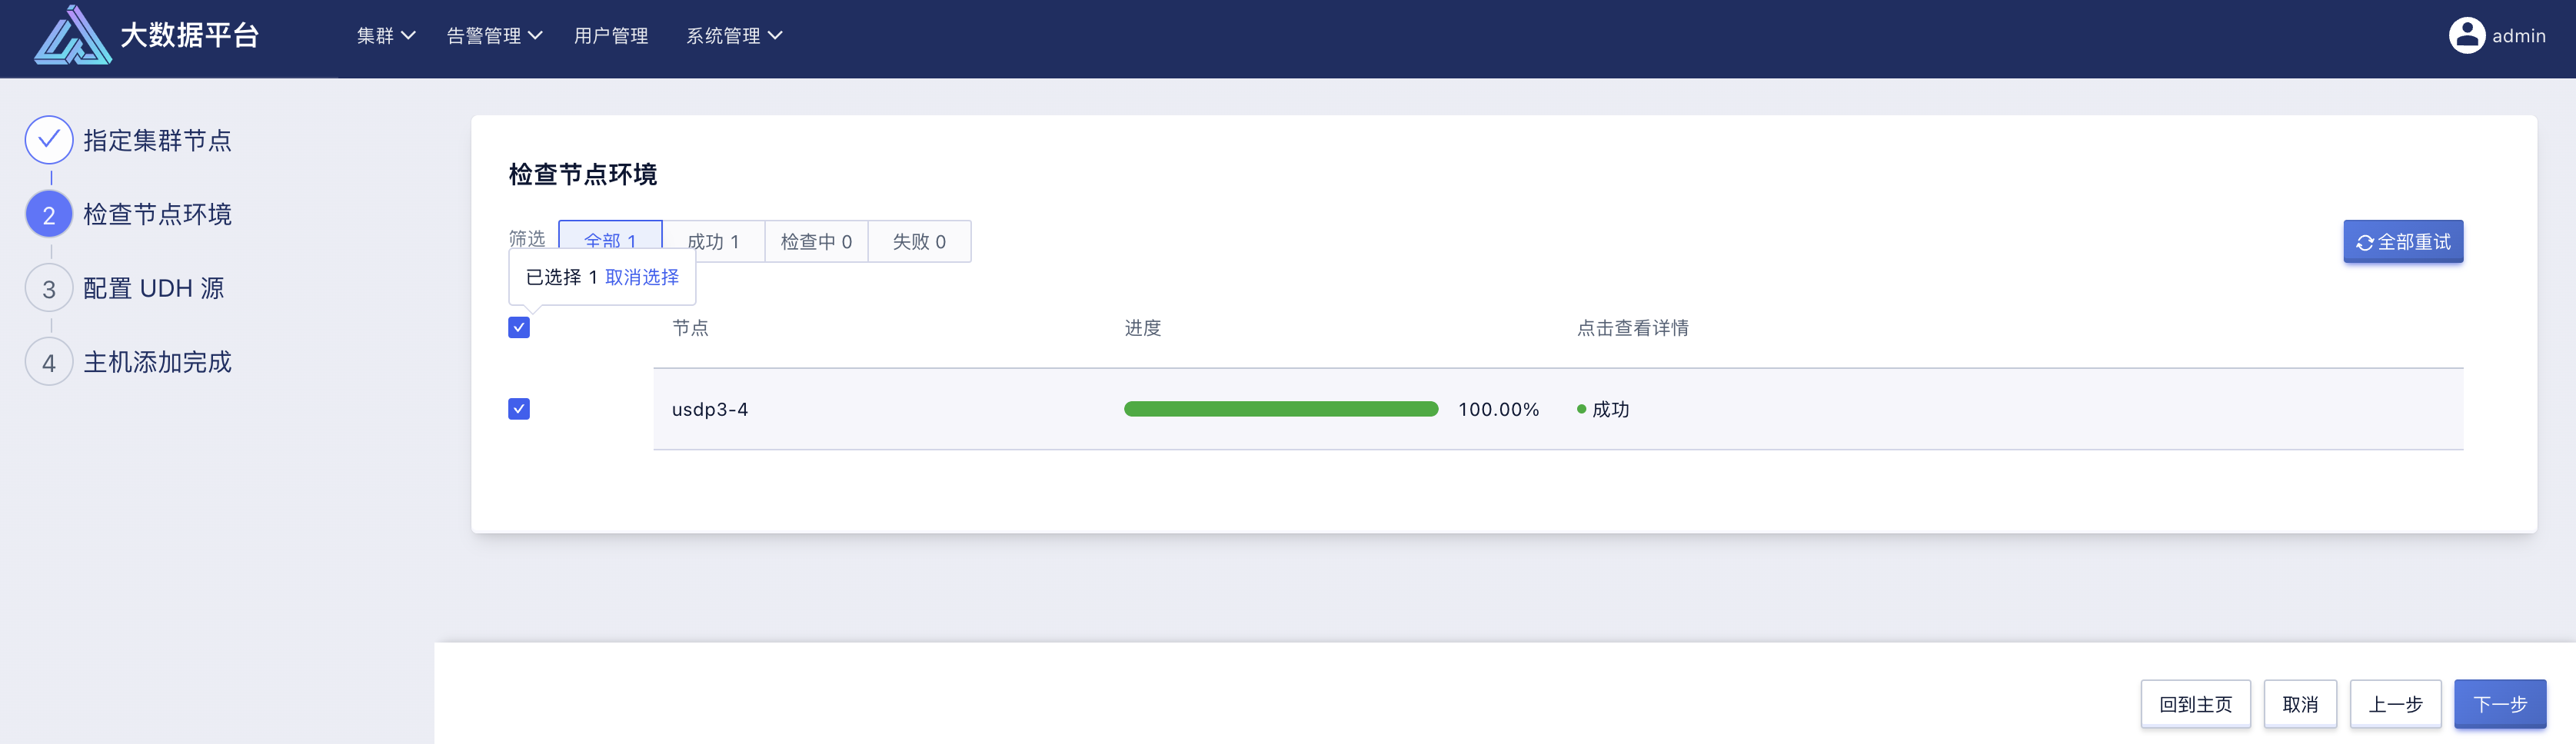 大数据平台
集群 告警管理 用户管理 系统管理
admin
指定集群节点
2 检查节点环境
3 配置 UDH 源
4 主机添加完成
检查节点环境
筛选 全部 1 成功 1 检查中 0 失败 0
全部重试
已选择 1 取消选择
节点 进度 点击查看详情
usdp3-4 100.00% 成功
回到主页 取消 上一步 下一步